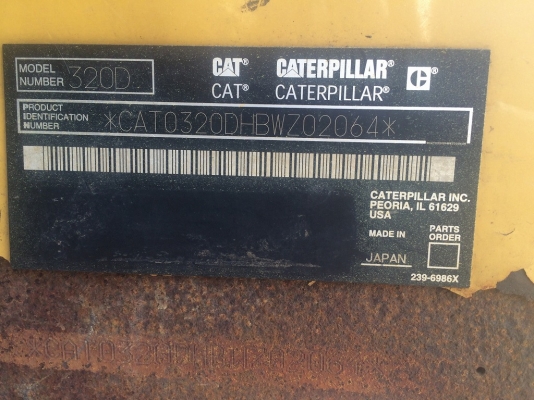 MODEL NUMBER 320D
CAT® CATERPILLAR® C®
CAT® CATERPILLAR®
PRODUCT IDENTIFICATION NUMBER *CAT0320DHBWZ02064*
CATERPILLAR INC.
PEORIA, IL 61629
USA
MADE IN
JAPAN
PARTS ORDER
239-6986X